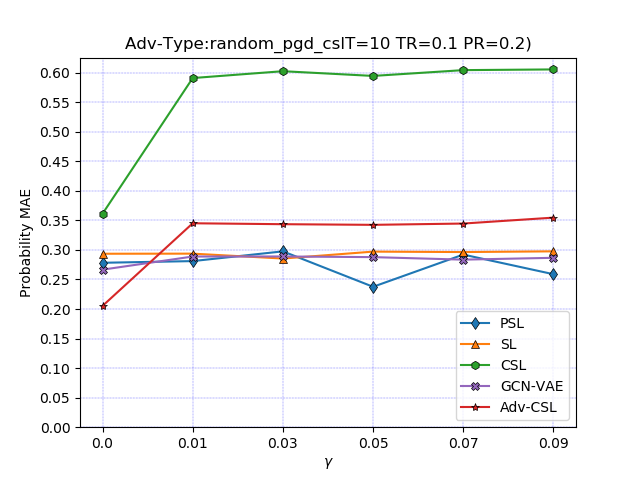 Adv-Type:random_pgd_cslT=10 TR=0.1 PR=0.2)
Probability MAE
0.60
0.55
0.50
0.45
0.40
0.35
0.30
0.25
0.20
0.15
0.10
0.05
0.00
0.0 0.01 0.03 0.05 0.07 0.09
γ
PSL
SL
CSL
GCN-VAE
Adv-CSL